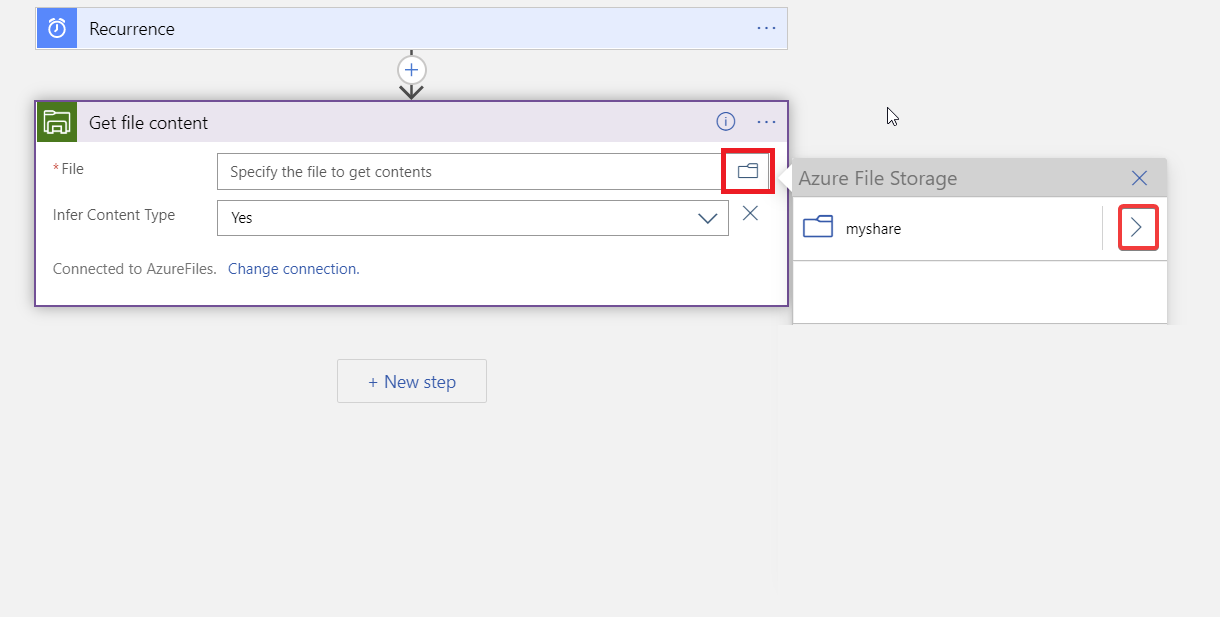 Recurrence
Get file content
* File
Specify the file to get contents
Infer Content Type
Yes
Connected to AzureFiles. Change connection.
+ New step
Azure File Storage
myshare